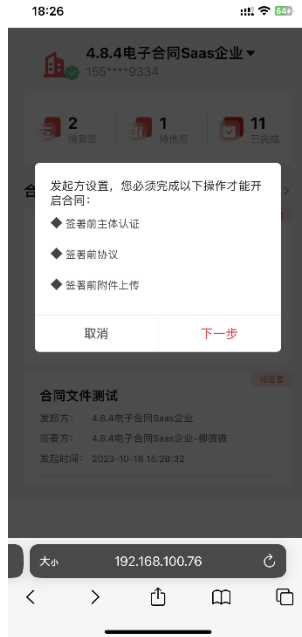 18:26
64
4.8.4电子合同Saas企业
155****9334
2
待我签
1
待他签
11
已完成
合
发起方设置，您必须完成以下操作才能开
启合同：
◆ 签署前主体认证
◆ 签署前协议
◆ 签署前附件上传
取消
下一步
待签署
合同文件测试
发起方： 4.8.4电子合同Saas企业
签署方： 4.8.4电子合同Saas企业-柳微微
发起时间： 2023-10-18 15:28:32
大小
192.168.100.76